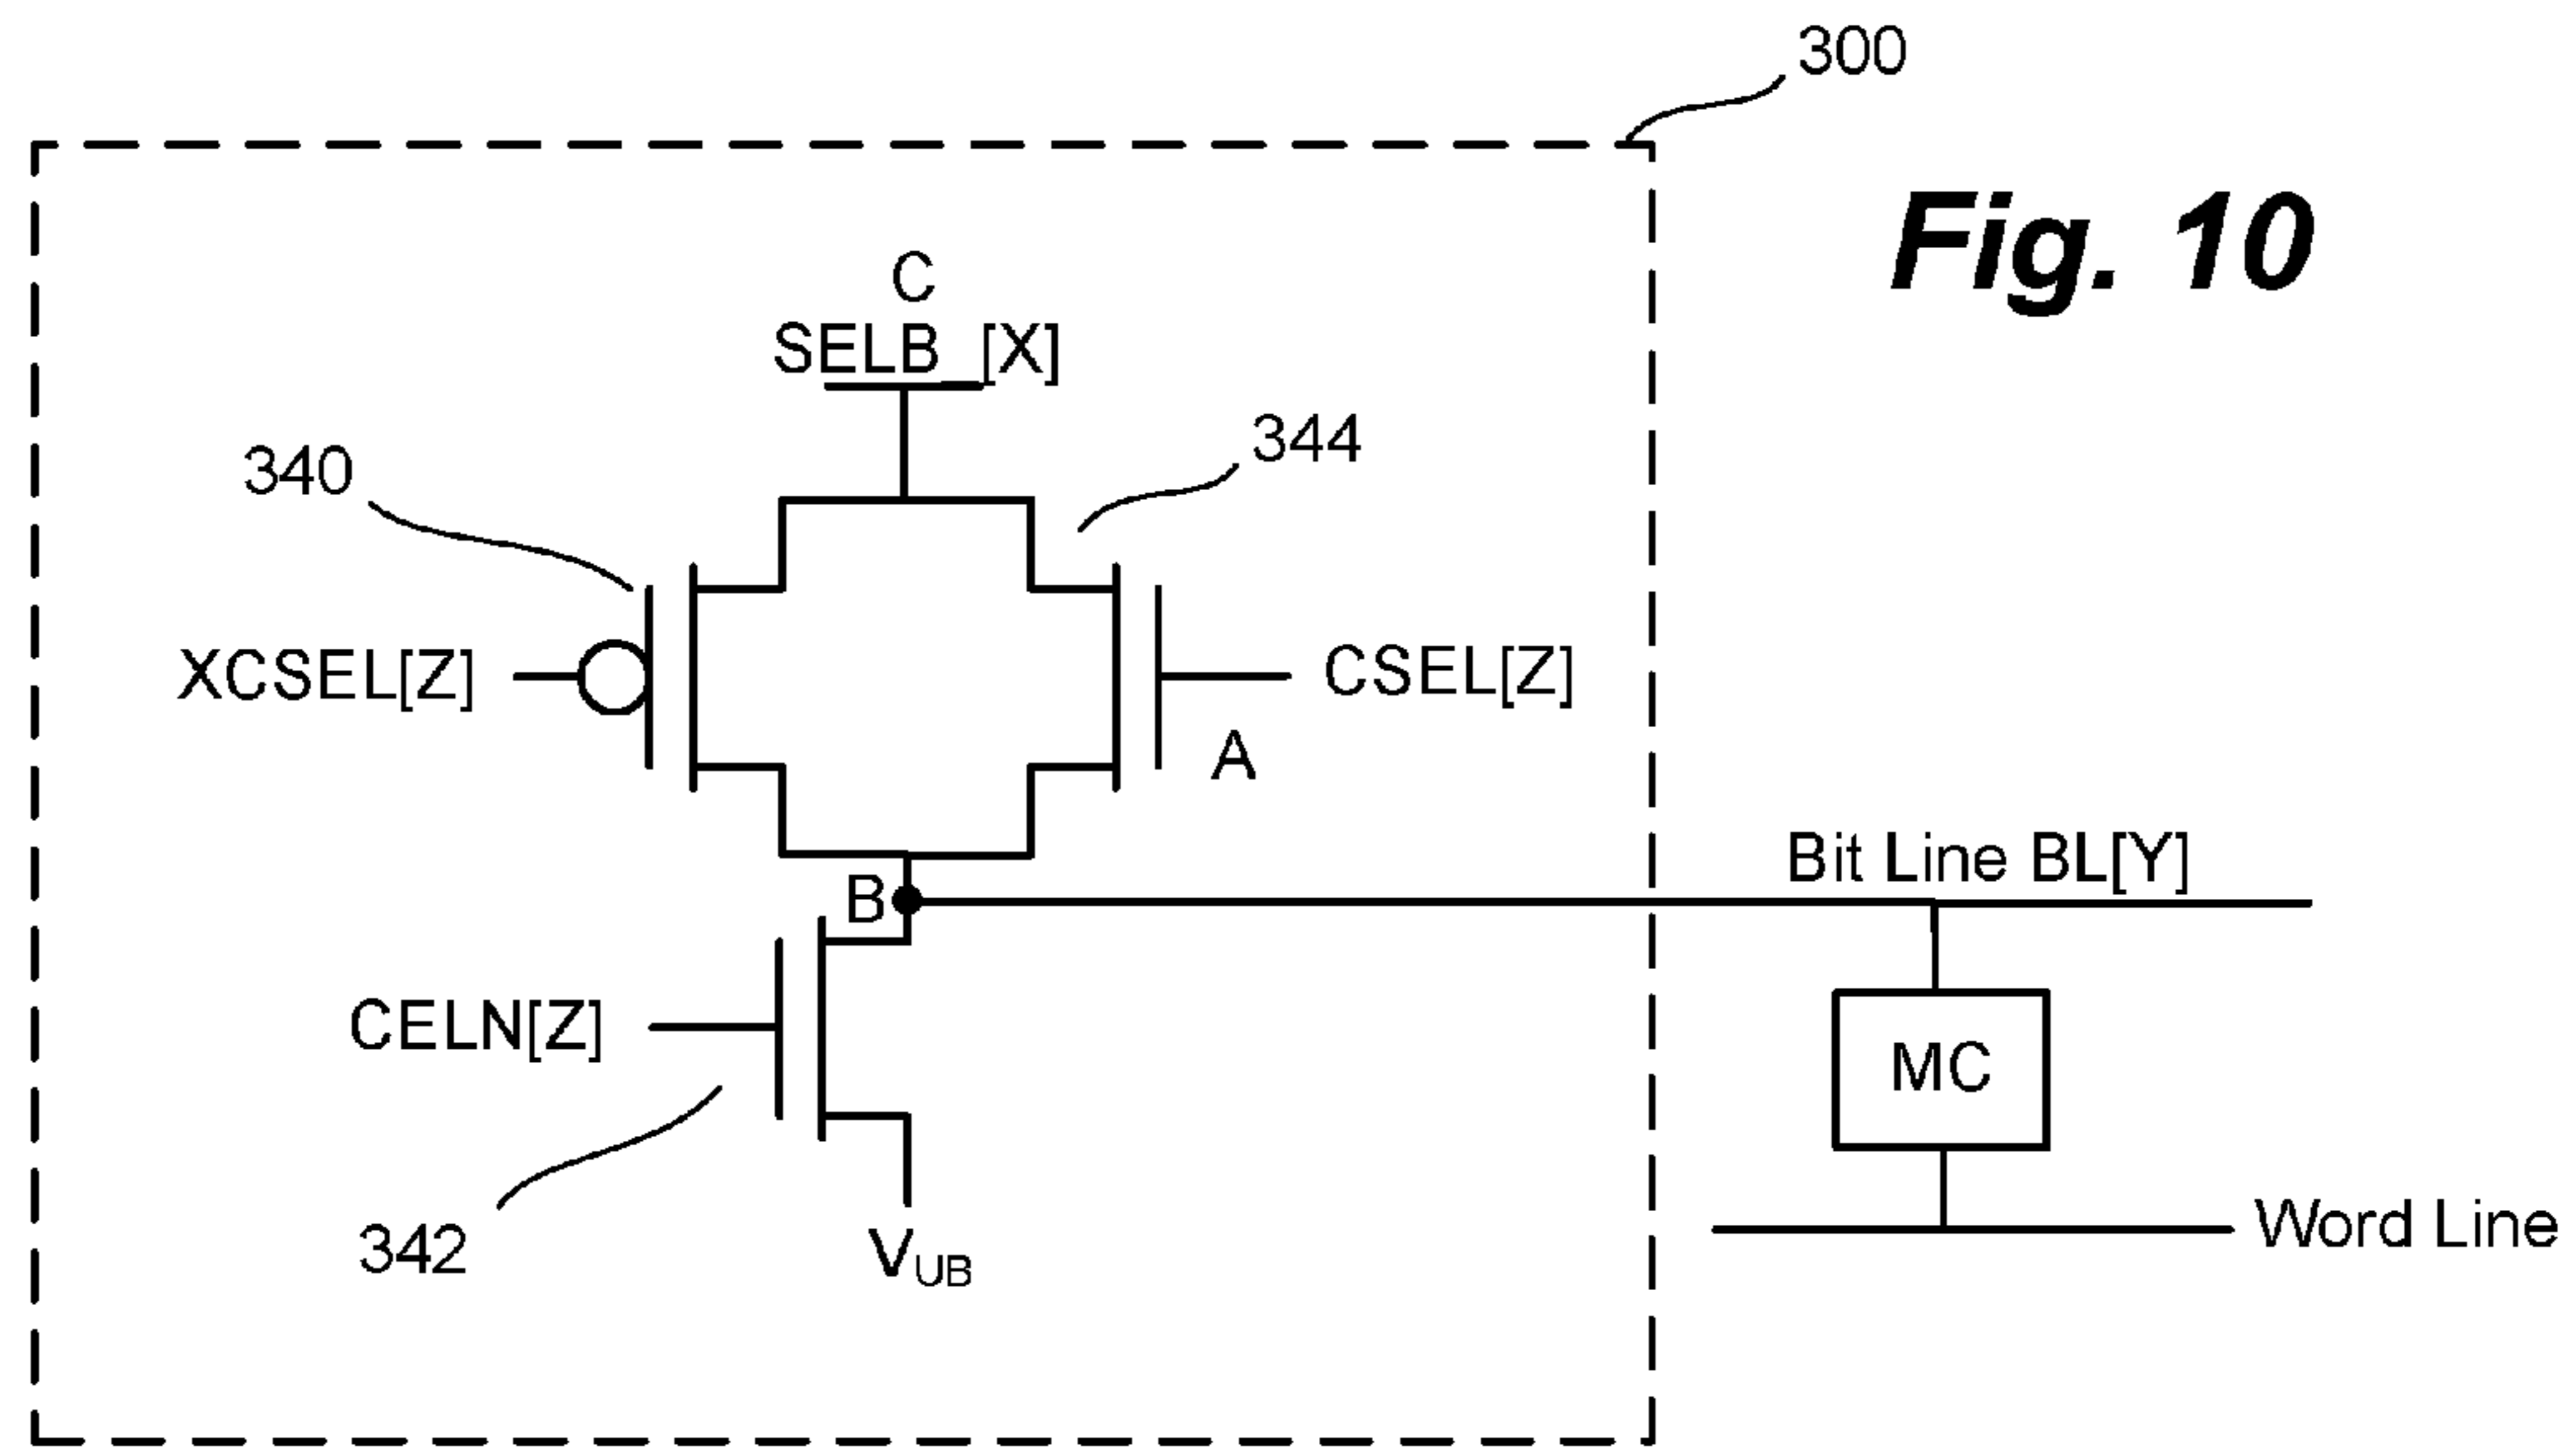 300
Fig. 10
C
SELB_[X]
344
340
XCSEL[Z]
CSEL[Z]
A
Bit Line BL[Y]
B
CELN[Z]
MC
342
VUB
Word Line